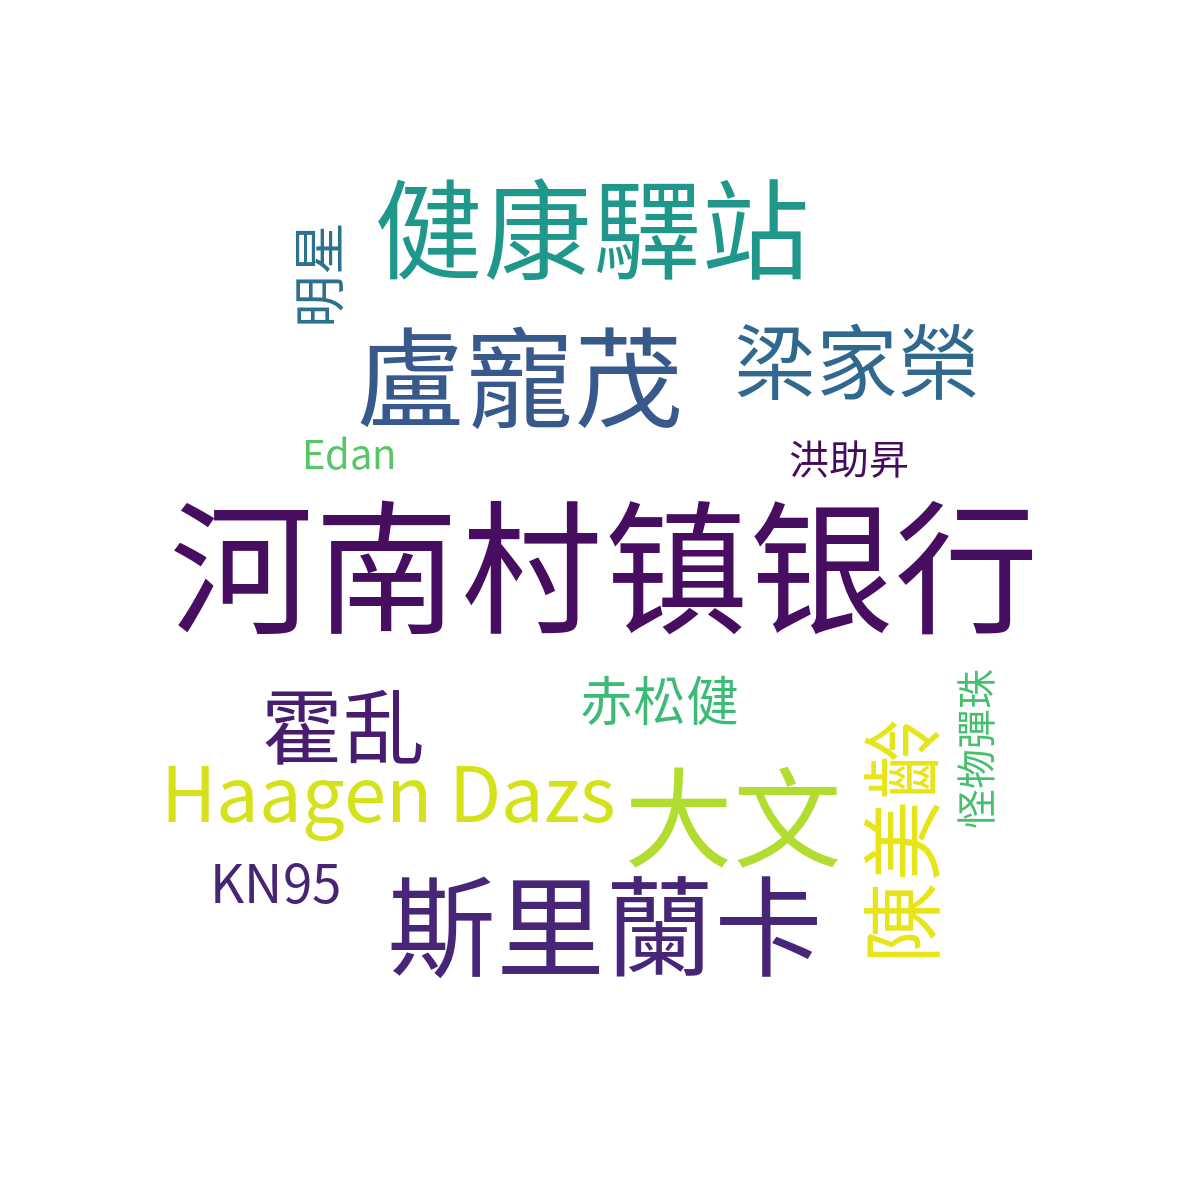 健康驛站
明星
盧寵茂
梁家榮
Edan
洪助昇
河南村镇银行
霍乱
赤松健
怪物彈珠
陳美齡
Haagen Dazs
大文
KN95
斯里蘭卡